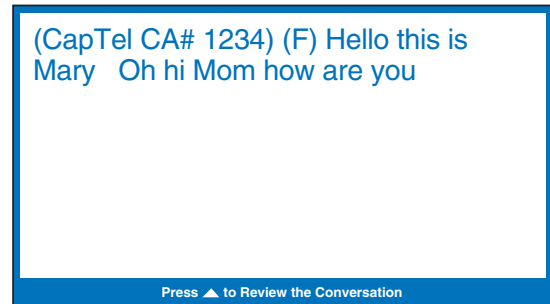 (CapTel CA# 1234) (F) Hello this is
Mary   Oh hi Mom how are you
Press ▲ to Review the Conversation